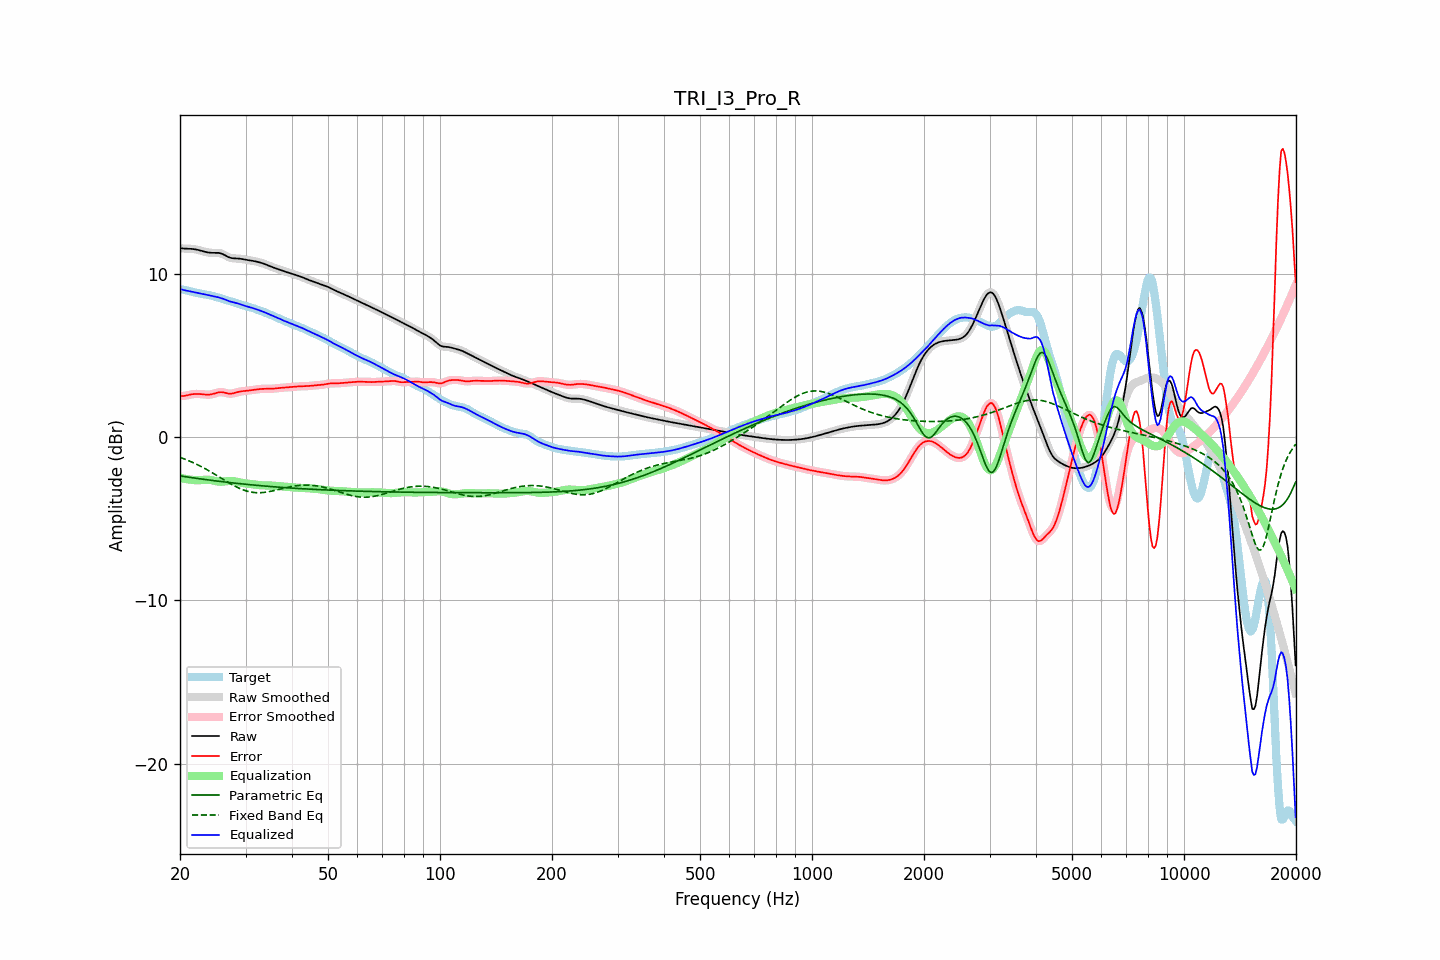 TRI_I3_Pro_R
Amplitude (dBr)
10
0
−10
−20
Target
Raw Smoothed
Error Smoothed
Raw
Error
Equalization
Parametric Eq
Fixed Band Eq
Equalized
20 50 100 200 500 1000 2000 5000 10000 20000
Frequency (Hz)